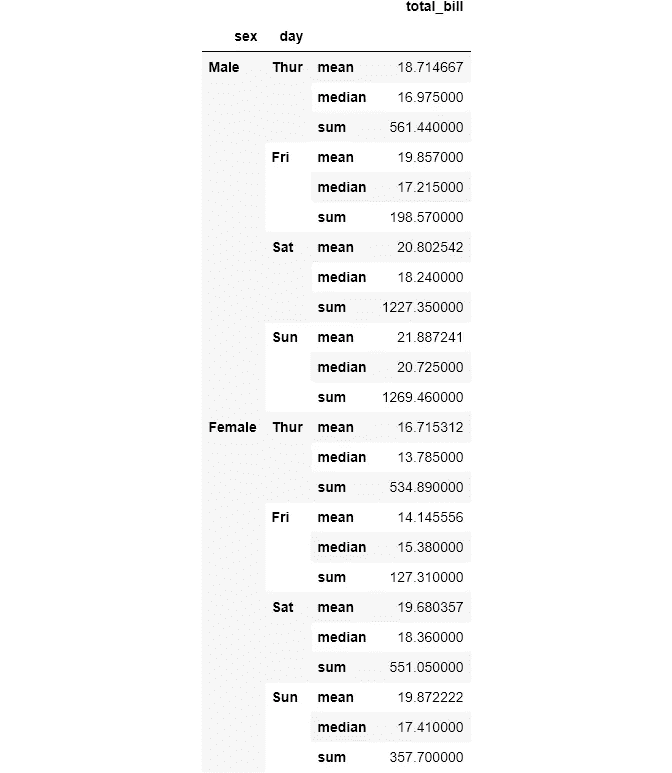 total_bill
sex day
Male Thur mean 18.714667
median 16.975000
sum 561.440000
Fri mean 19.857000
median 17.215000
sum 198.570000
Sat mean 20.802542
median 18.240000
sum 1227.350000
Sun mean 21.887241
median 20.725000
sum 1269.460000
Female Thur mean 16.715312
median 13.785000
sum 534.890000
Fri mean 14.145556
median 15.380000
sum 127.310000
Sat mean 19.680357
median 18.360000
sum 551.050000
Sun mean 19.872222
median 17.410000
sum 357.700000